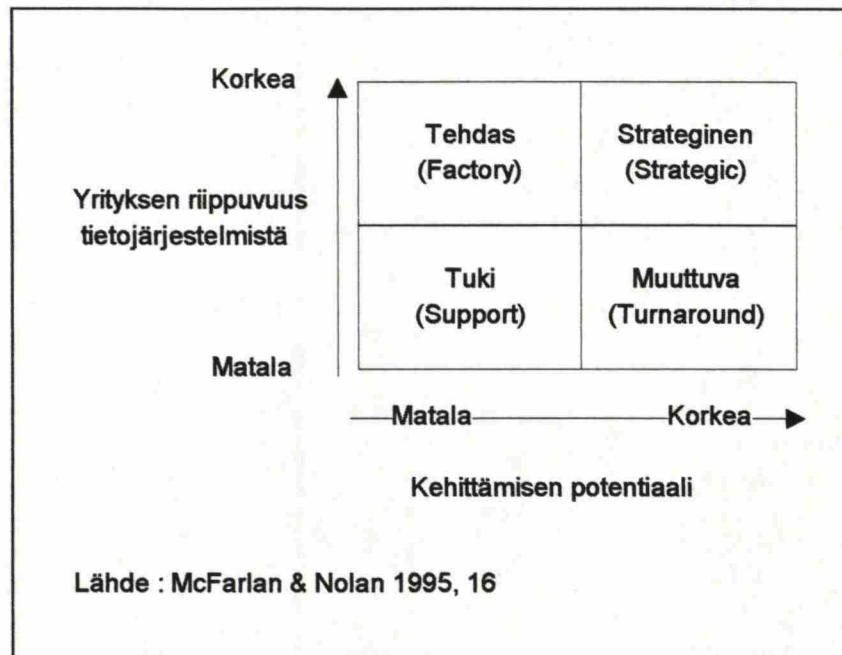 Korkea
Tehdas
(Factory)
Strateginen
(Strategic)
Yrityksen riippuvuus
tietojärjestelmistä
Tuki
(Support)
Muuttuva
(Turnaround)
Matala
Matala
Korkea
Kehittämisen potentiaali
Lähde : McFarlan & Nolan 1995, 16